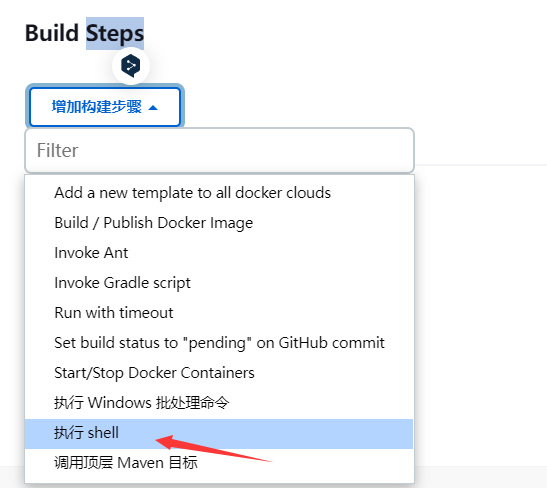 Build Steps
增加构建步骤
Filter
Add a new template to all docker clouds
Build / Publish Docker Image
Invoke Ant
Invoke Gradle script
Run with timeout
Set build status to "pending" on GitHub commit
Start/Stop Docker Containers
执行 Windows 批处理命令
执行 shell
调用顶层 Maven 目标